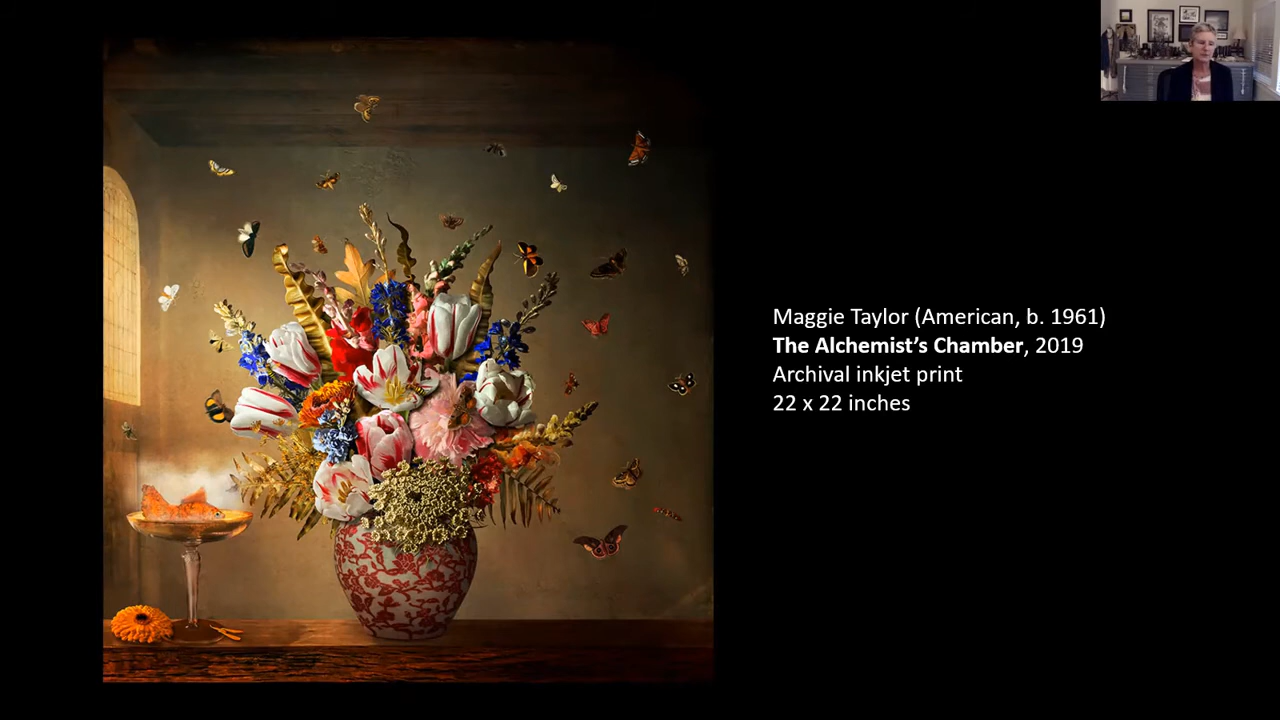 Maggie Taylor (American, b. 1961)
The Alchemist’s Chamber, 2019
Archival inkjet print
22 x 22 inches